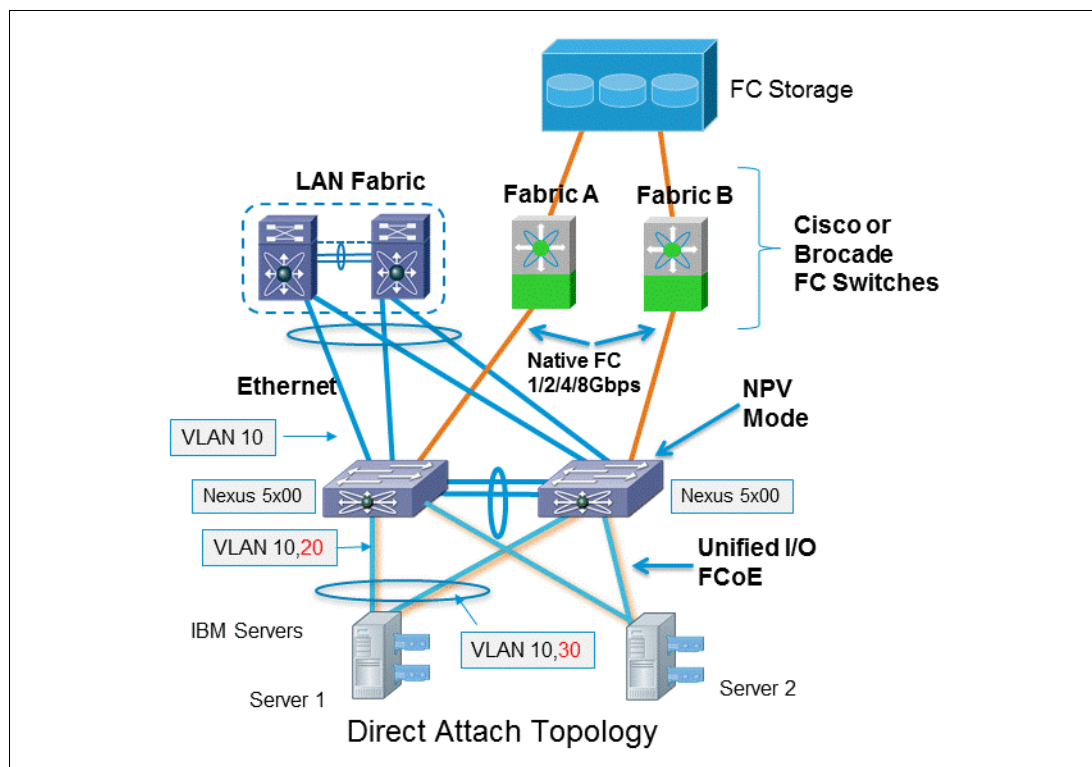 FC Storage
LAN Fabric
Fabric A
Fabric B
Cisco or
Brocade
FC Switches
Native FC
1/2/4/8Gbps
Ethernet
NPV
Mode
VLAN 10
Nexus 5x00
Nexus 5x00
VLAN 10,20
Unified I/O
FCoE
IBM Servers
VLAN 10,30
Server 1
Server 2
Direct Attach Topology